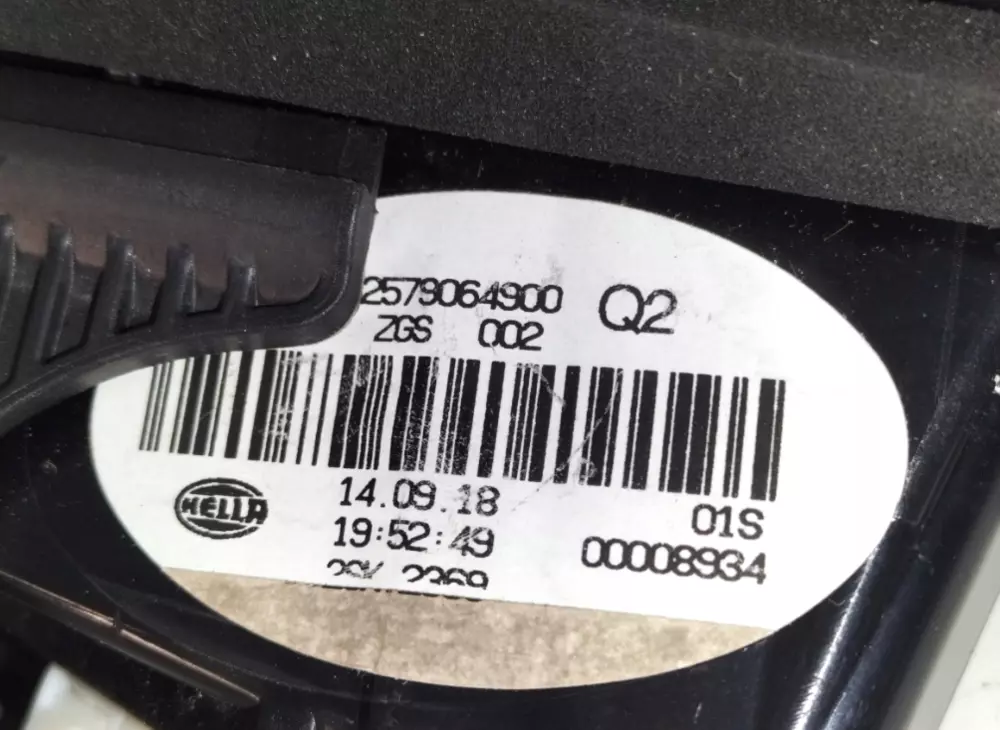 2579064900 Q2
ZGS 002
HELLA
14.09.18
01S
19:52:49
00008934